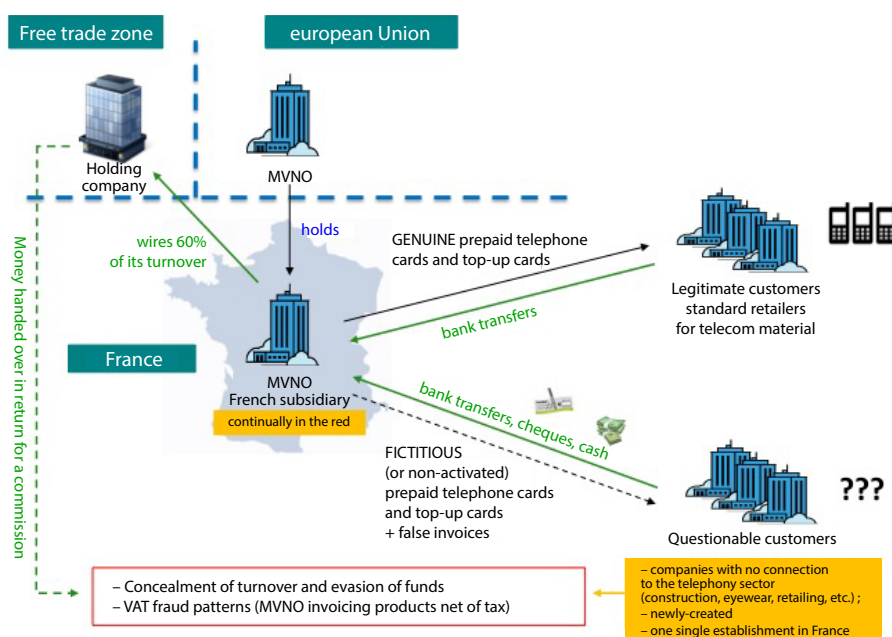 Free trade zone
european Union
Holding
company
MVNO
wires 60%
of its turnover
holds
GENUINE prepaid telephone
cards and top-up cards
bank transfers
Legitimate customers
standard retailers
for telecom material
Money handed over in return for a commission
France
MVNO
French subsidiary
continually in the red
bank transfers, cheques, cash
FICTITIOUS
(or non-activated)
prepaid telephone cards
and top-up cards
+ false invoices
???
Questionable customers
– Concealment of turnover and evasion of funds
– VAT fraud patterns (MVNO invoicing products net of tax)
– companies with no connection
to the telephony sector
(construction, eyewear, retailing, etc.) ;
– newly-created
– one single establishment in France